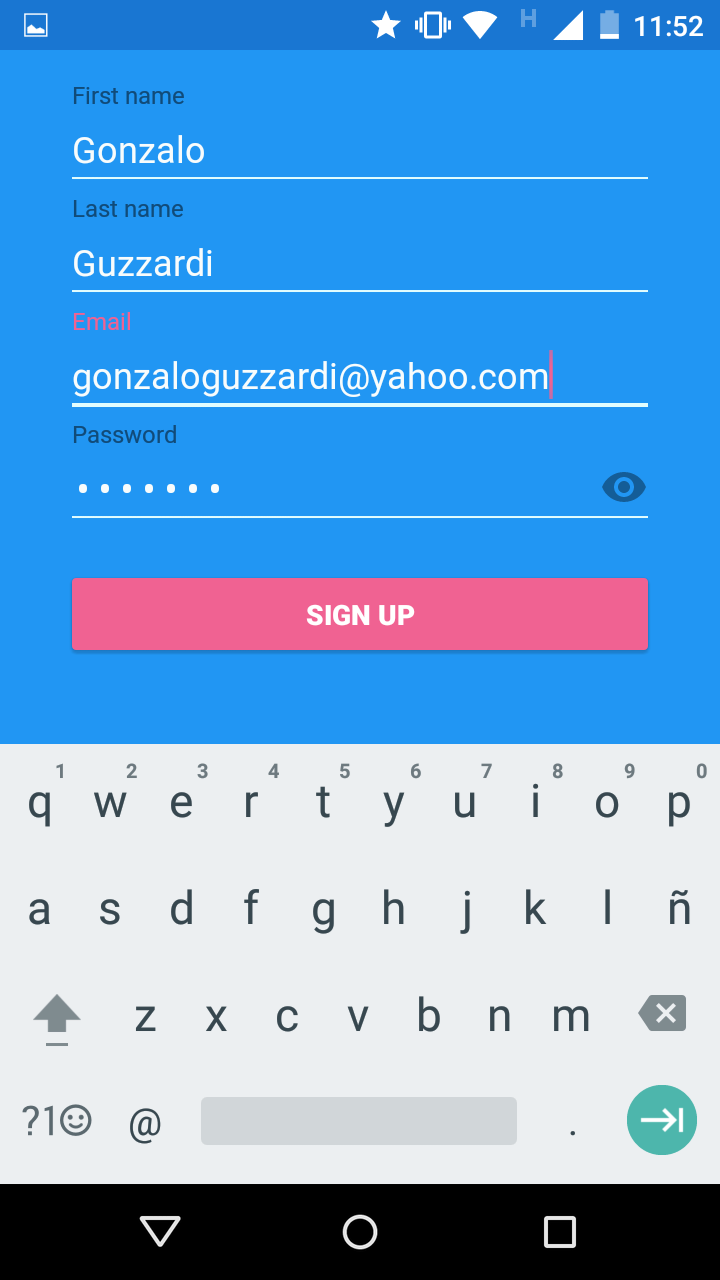 H 11:52
First name
Gonzalo
Last name
Guzzardi
Email
gonzaloguzzardi@yahoo.com
Password
•••••••
SIGN UP
1 2 3 4 5 6 7 8 9 0
q w e r t y u i o p
a s d f g h j k l ñ
z x c v b n m
?1☺ @ .